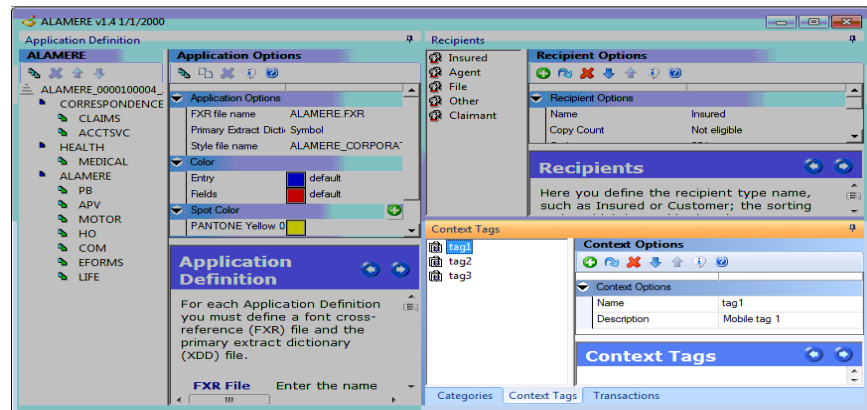 ALAMERE v1.4 1/1/2000
Application Definition
ALAMERE
ALAMERE_0000100004_
CORRESPONDENCE
CLAIMS
ACCTSVC
HEALTH
MEDICAL
ALAMERE
PB
APV
MOTOR
HO
COM
EFORMS
LIFE
Application Options
Application Options
FXR file name ALAMERE.FXR
Primary Extract Dictio Symbol
Style file name ALAMERE_CORPORAT
Color
Entry default
Fields default
Spot Color
PANTONE Yellow 0
Application
Definition
For each Application Definition
you must define a font cross-
reference (FXR) file and the
primary extract dictionary
(XDD) file.
FXR File Enter the name
Recipients
Insured
Agent
File
Other
Claimant
Recipient Options
Recipient Options
Name Insured
Copy Count Not eligible
Recipients
Here you define the recipient type name,
such as Insured or Customer; the sorting
Context Tags
tag1
tag2
tag3
Context Options
Context Options
Name tag1
Description Mobile tag 1
Context Tags
Categories Context Tags Transactions